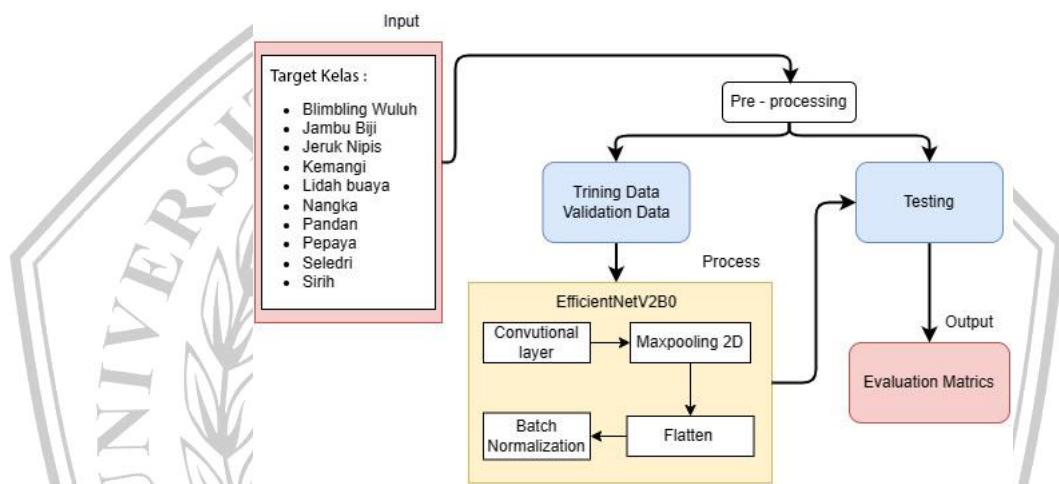 Input
Target Kelas :
Blimbling Wuluh
Jambu Biji
Jeruk Nipis
Kemangi
Lidah buaya
Nangka
Pandan
Pepaya
Seledri
Sirih
Pre - processing
Trining Data
Validation Data
Testing
Process
EfficientNetV2B0
Convutional
layer
Maxpooling 2D
Batch
Normalization
Flatten
Output
Evaluation Matrics